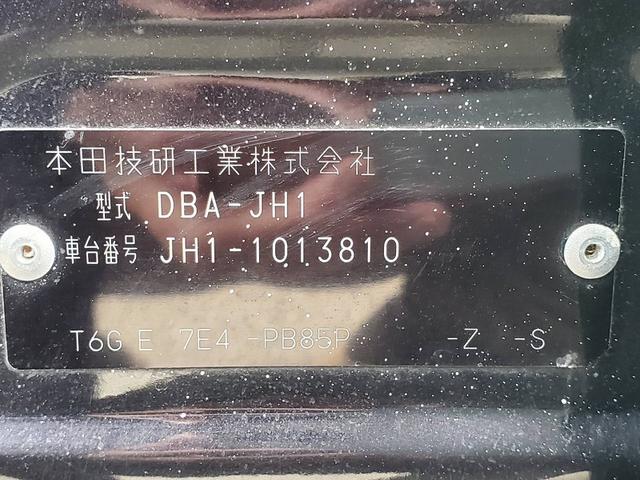 本田技研工業株式会社
型式 DBA-JH1
車台番号 JH1-1013810
T6G E 7E4 -PB85P -Z -S